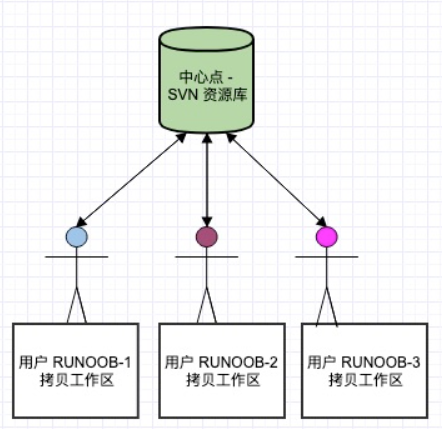 中心点 -
SVN 资源库
用户 RUNOOB-1
拷贝工作区
用户 RUNOOB-2
拷贝工作区
用户 RUNOOB-3
拷贝工作区